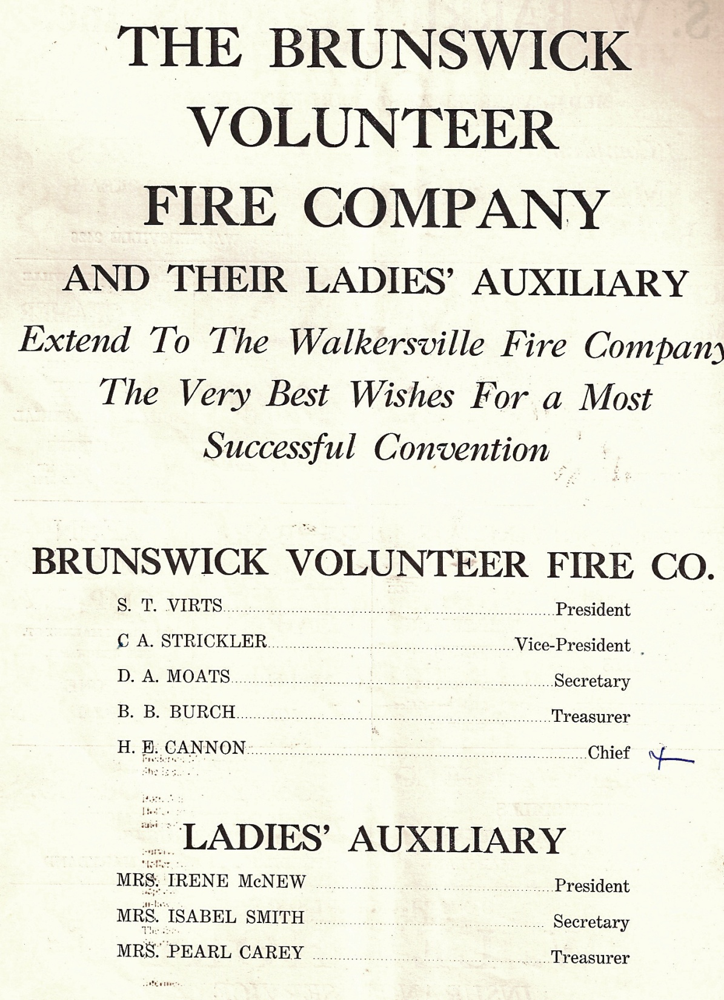 THE BRUNSWICK
VOLUNTEER
FIRE COMPANY
AND THEIR LADIES' AUXILIARY
Extend To The Walkersville Fire Company
The Very Best Wishes For a Most
Successful Convention
BRUNSWICK VOLUNTEER FIRE CO.
S. T. VIRTS President
C A. STRICKLER Vice-President
D. A. MOATS Secretary
B. B. BURCH Treasurer
H. E. CANNON Chief
LADIES' AUXILIARY
MRS. IRENE McNEW President
MRS. ISABEL SMITH Secretary
MRS. PEARL CAREY Treasurer